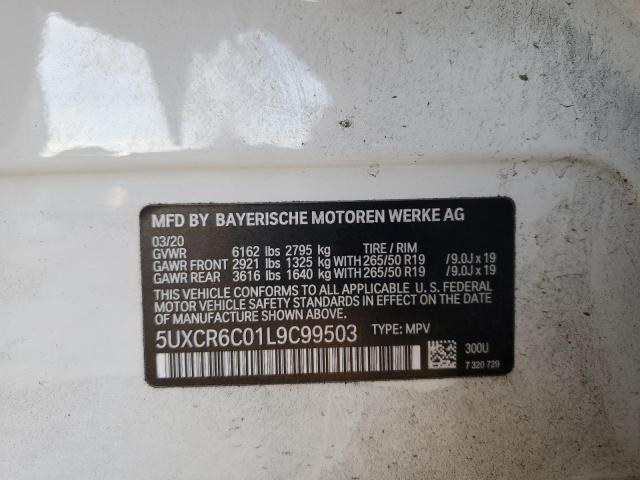 MFD BY BAYERISCHE MOTOREN WERKE AG
03/20
GVWR 6162 lbs 2795 kg TIRE / RIM
GAWR FRONT 2921 lbs 1325 kg WITH 265/50 R19 / 9.0J x 19
GAWR REAR 3616 lbs 1640 kg WITH 265/50 R19 / 9.0J x 19
THIS VEHICLE CONFORMS TO ALL APPLICABLE U.S. FEDERAL
MOTOR VEHICLE SAFETY STANDARDS IN EFFECT ON THE DATE
OF MANUFACTURE SHOWN ABOVE.
5UXCR6C01L9C99503 TYPE: MPV
300U
7 320 729